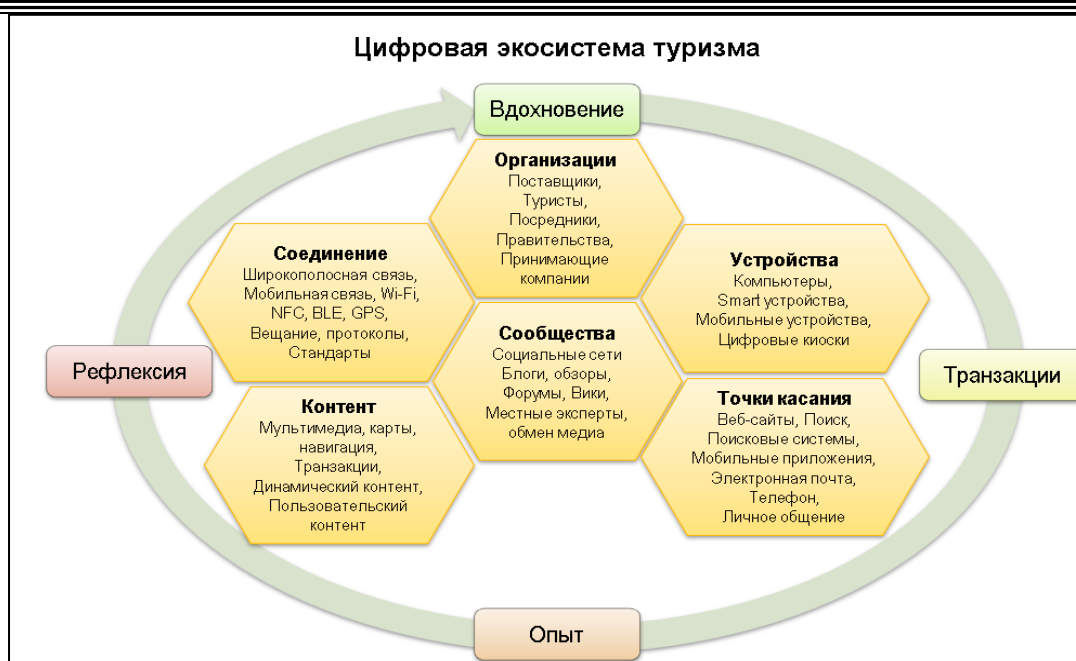 Цифровая экосистема туризма
Вдохновение
Организации
Поставщики,
Туристы,
Посредники,
Правительства,
Принимающие
компании
Соединение
Широкополосная связь,
Мобильная связь, Wi-Fi,
NFC, BLE, GPS,
Вещание, протоколы,
Стандарты
Устройства
Компьютеры,
Smart устройства,
Мобильные устройства,
Цифровые киоски
Сообщества
Социальные сети
Блоги, обзоры,
Форумы, Вики,
Местные эксперты,
обмен медиа
Рефлексия
Транзакции
Контент
Мультимедиа, карты,
навигация,
Транзакции,
Динамический контент,
Пользовательский
контент
Точки касания
Веб-сайты, Поиск,
Поисковые системы,
Мобильные приложения,
Электронная почта,
Телефон,
Личное общение
Опыт